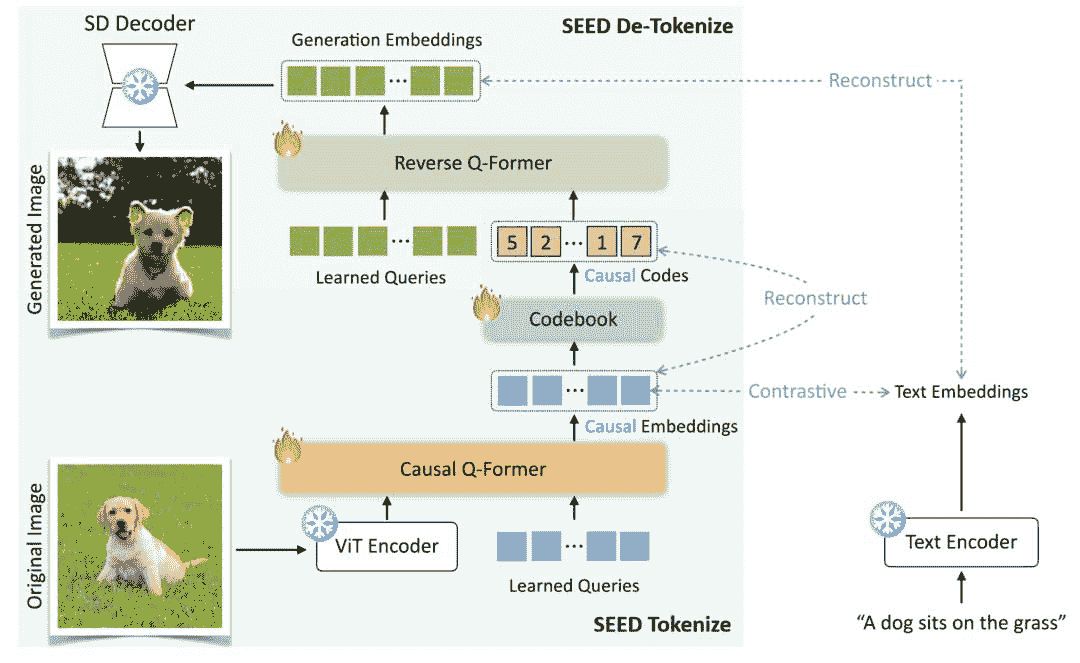 SD Decoder
SEED De-Tokenize
Generation Embeddings
Reconstruct
Reverse Q-Former
Generated Image
5 2 ... 1 7
Learned Queries
Causal Codes
Reconstruct
Codebook
Contrastive
Text Embeddings
Causal Embeddings
Causal Q-Former
Original Image
ViT Encoder
Text Encoder
Learned Queries
SEED Tokenize
“A dog sits on the grass”